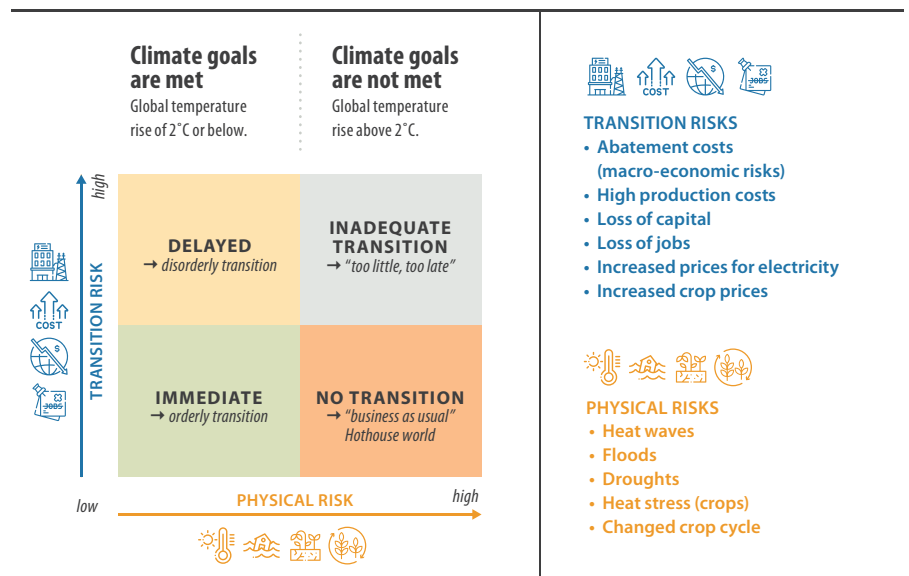 Climate goals
are met
Global temperature
rise of 2˚C or below.
Climate goals
are not met
Global temperature
rise above 2˚C.
high
TRANSITION RISK
COST
JOBS
DELAYED
→ disorderly transition
INADEQUATE
TRANSITION
→ “too little, too late”
IMMEDIATE
→ orderly transition
NO TRANSITION
→ “business as usual”
Hothouse world
low
PHYSICAL RISK
high
COST
JOBS
TRANSITION RISKS
• Abatement costs
(macro-economic risks)
• High production costs
• Loss of capital
• Loss of jobs
• Increased prices for electricity
• Increased crop prices
PHYSICAL RISKS
• Heat waves
• Floods
• Droughts
• Heat stress (crops)
• Changed crop cycle